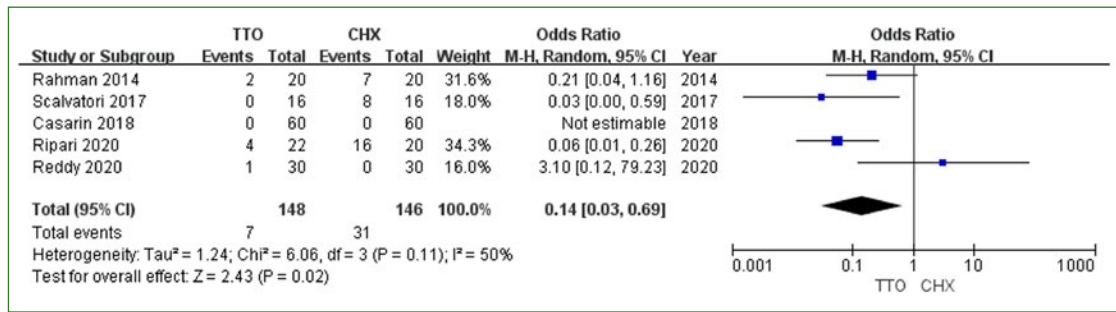 TTO CHX Odds Ratio Odds Ratio
Study or Subgroup Events Total Events Total Weight M-H, Random, 95% CI Year M-H, Random, 95% CI
Rahman 2014 2 20 7 20 31.6% 0.21 [0.04, 1.16] 2014
Scalvatori 2017 0 16 8 16 18.0% 0.03 [0.00, 0.59] 2017
Casarin 2018 0 60 0 60 Not estimable 2018
Ripari 2020 4 22 16 20 34.3% 0.06 [0.01, 0.26] 2020
Reddy 2020 1 30 0 30 16.0% 3.10 [0.12, 79.23] 2020
Total (95% CI) 148 146 100.0% 0.14 [0.03, 0.69]
Total events 7 31
Heterogeneity: Tau² = 1.24; Chi² = 6.06, df = 3 (P = 0.11); I² = 50%
Test for overall effect: Z = 2.43 (P = 0.02)
0.001 0.1 1 10 1000
TTO CHX